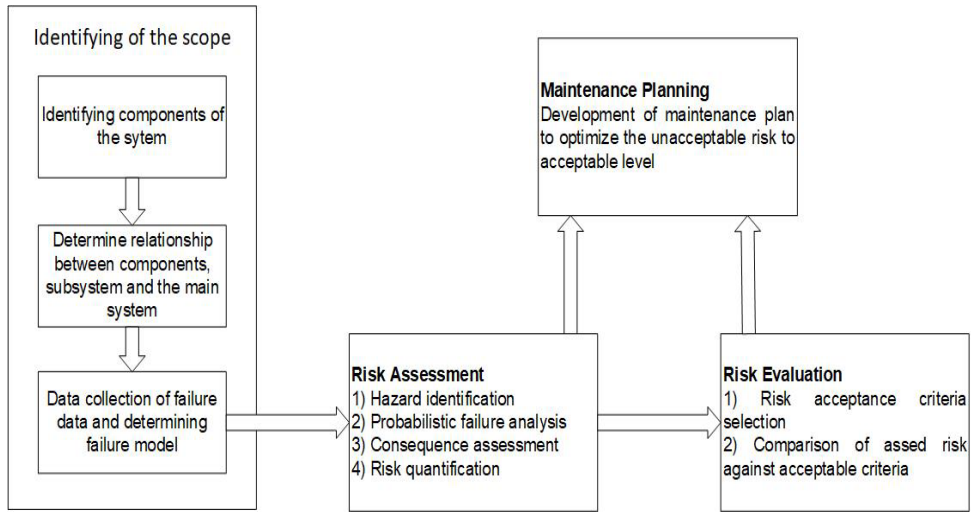 Identifying of the scope
Identifying components of
the sytem
Determine relationship
between components,
subsystem and the main
system
Data collection of failure
data and determining
failure model
Risk Assessment
1) Hazard identification
2) Probabilistic failure analysis
3) Consequence assessment
4) Risk quantification
Maintenance Planning
Development of maintenance plan
to optimize the unacceptable risk to
acceptable level
Risk Evaluation
1) Risk acceptance criteria
selection
2) Comparison of assed risk
against acceptable criteria